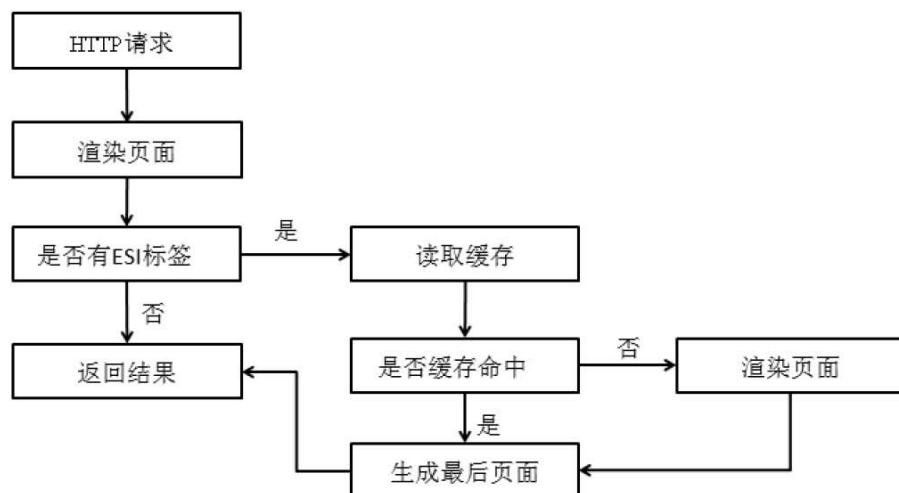 HTTP请求
渲染页面
是否有ESI标签
是
读取缓存
否
返回结果
是否缓存命中
否
渲染页面
是
生成最后页面